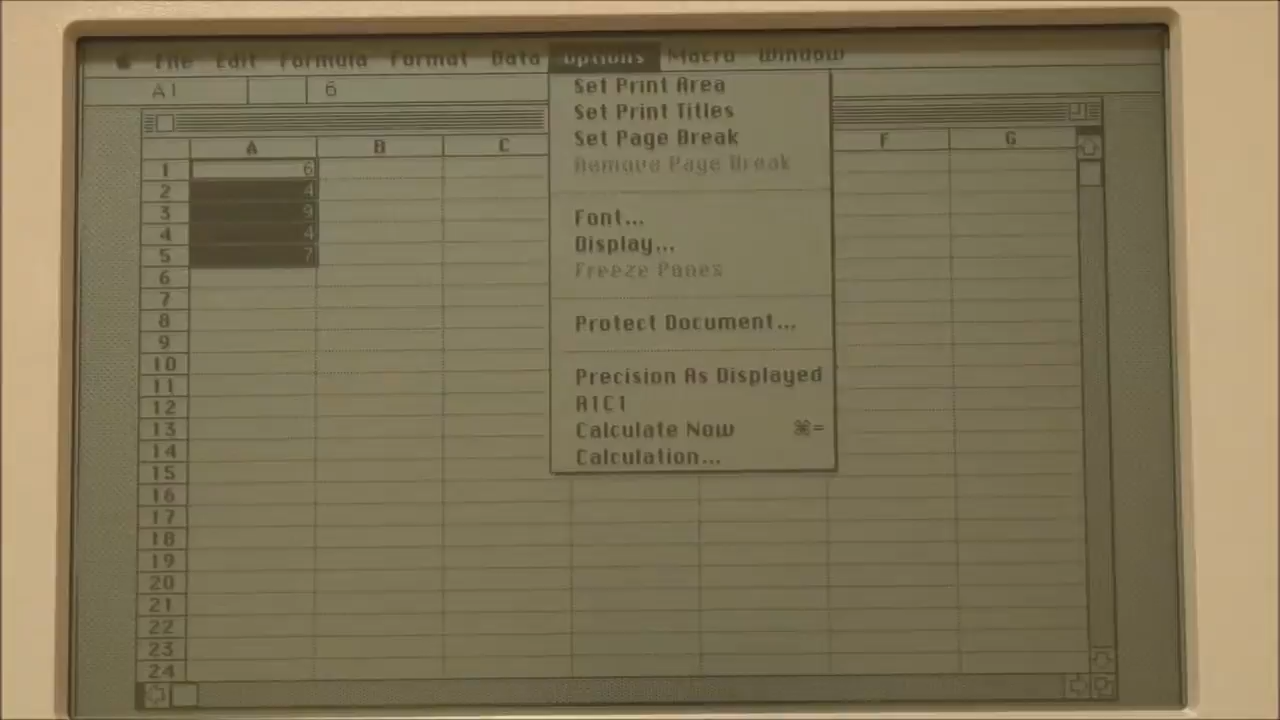 File Edit Formula Format Data Options Macro Window
A1 6
Set Print Area
Set Print Titles
Set Page Break
Remove Page Break
Font...
Display...
Freeze Panes
Protect Document...
Precision As Displayed
R1C1
Calculate Now ⌘=
Calculation...
A B C F G
1 6
2 4
3 9
4 4
5 7
6
7
8
9
10
11
12
13
14
15
16
17
18
19
20
21
22
23
24